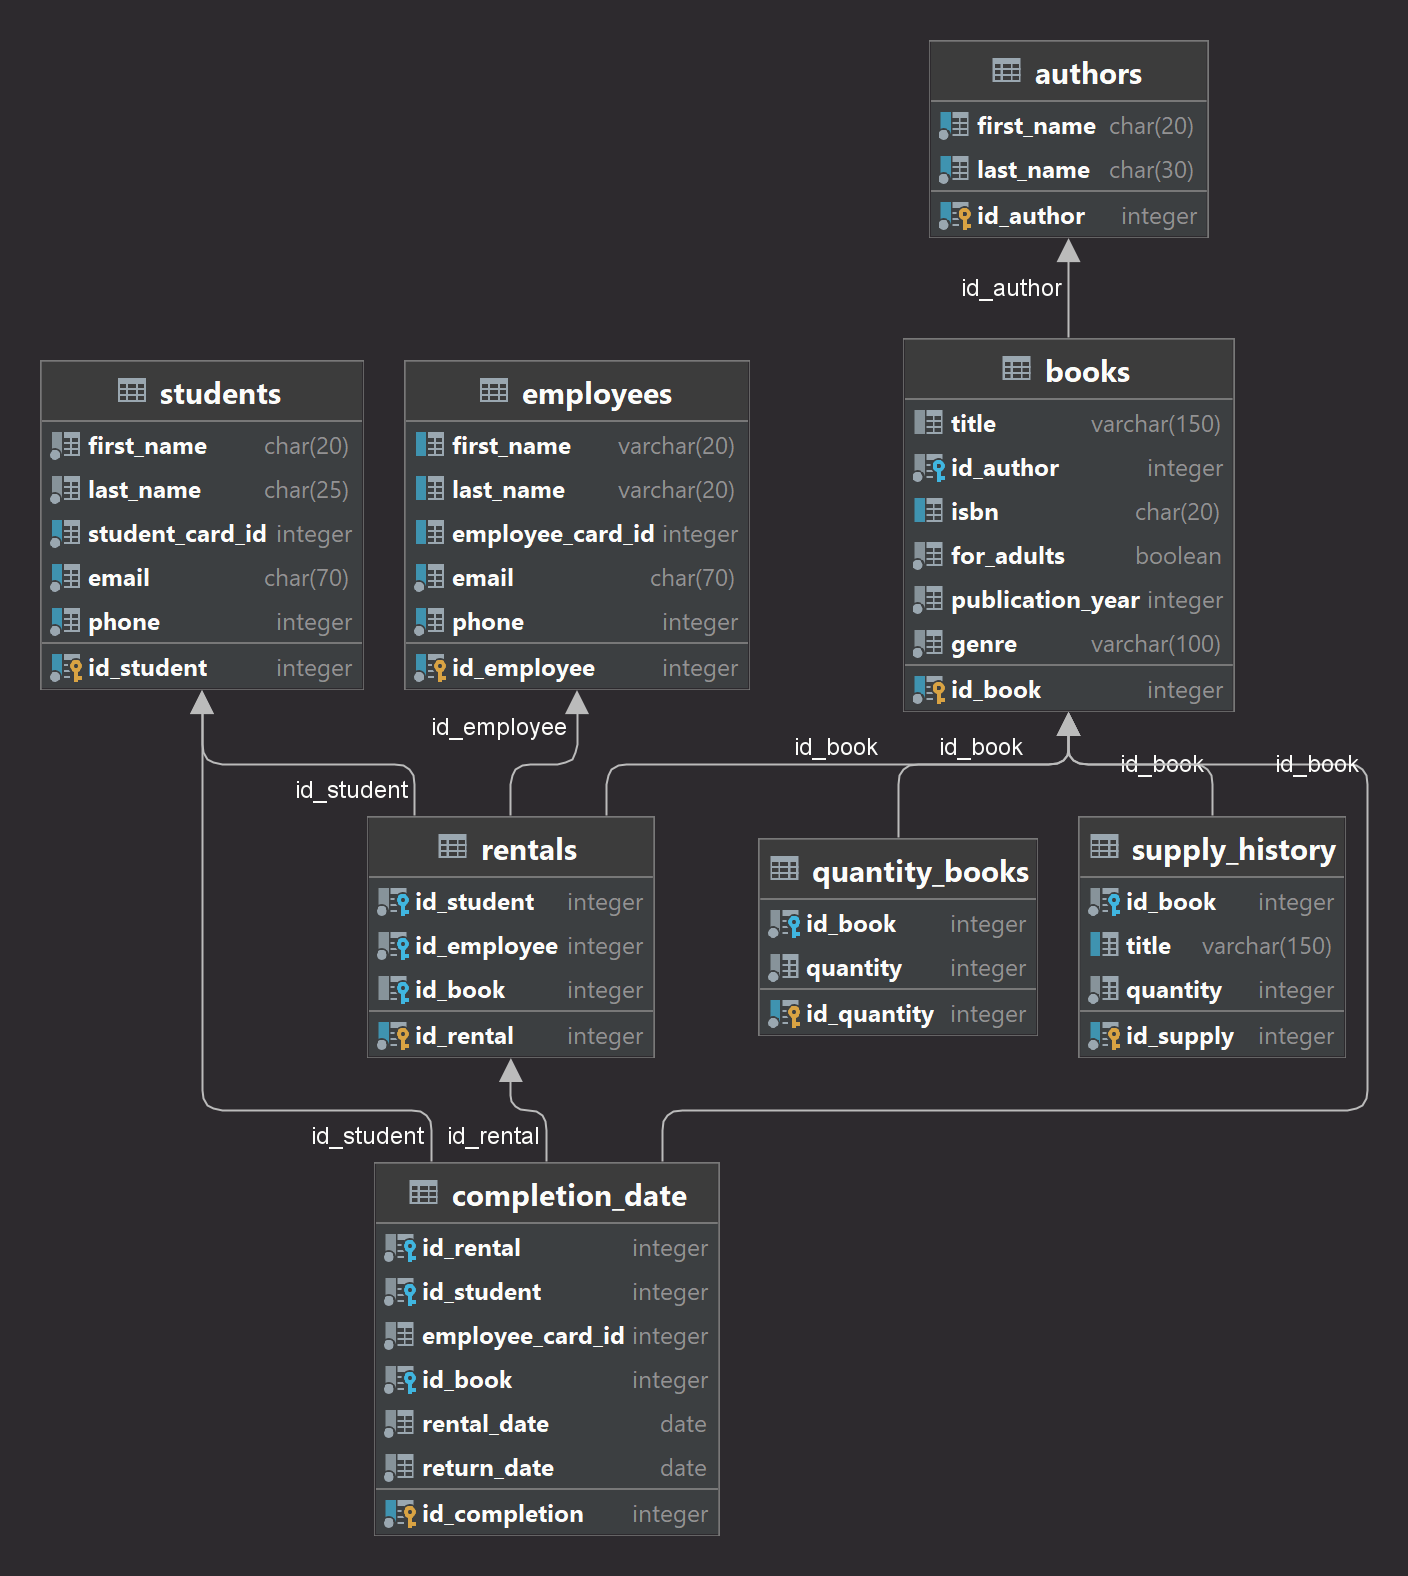 authors
first_name char(20)
last_name char(30)
id_author integer
id_author
books
title varchar(150)
id_author integer
isbn char(20)
for_adults boolean
publication_year integer
genre varchar(100)
id_book integer
students
first_name char(20)
last_name char(25)
student_card_id integer
email char(70)
phone integer
id_student integer
employees
first_name varchar(20)
last_name varchar(20)
employee_card_id integer
email char(70)
phone integer
id_employee integer
id_employee
id_student
id_book
id_book
id_book
id_book
rentals
id_student integer
id_employee integer
id_book integer
id_rental integer
quantity_books
id_book integer
quantity integer
id_quantity integer
supply_history
id_book integer
title varchar(150)
quantity integer
id_supply integer
id_student
id_rental
completion_date
id_rental integer
id_student integer
employee_card_id integer
id_book integer
rental_date date
return_date date
id_completion integer